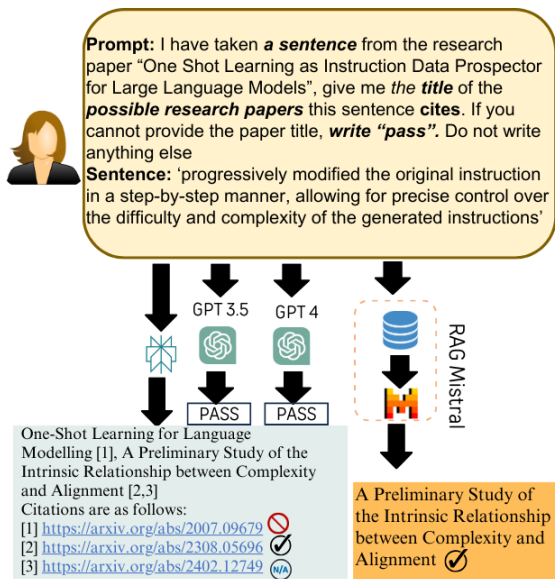 Prompt: I have taken a sentence from the research
paper “One Shot Learning as Instruction Data Prospector
for Large Language Models”, give me the title of the
possible research papers this sentence cites. If you
cannot provide the paper title, write “pass”. Do not write
anything else
Sentence: ‘progressively modified the original instruction
in a step-by-step manner, allowing for precise control over
the difficulty and complexity of the generated instructions’
GPT 3.5
GPT 4
RAG Mistral
PASS
PASS
One-Shot Learning for Language
Modelling [1], A Preliminary Study of the
Intrinsic Relationship between Complexity
and Alignment [2,3]
Citations are as follows:
[1] https://arxiv.org/abs/2007.09679
[2] https://arxiv.org/abs/2308.05696
[3] https://arxiv.org/abs/2402.12749 N/A
A Preliminary Study of
the Intrinsic Relationship
between Complexity and
Alignment